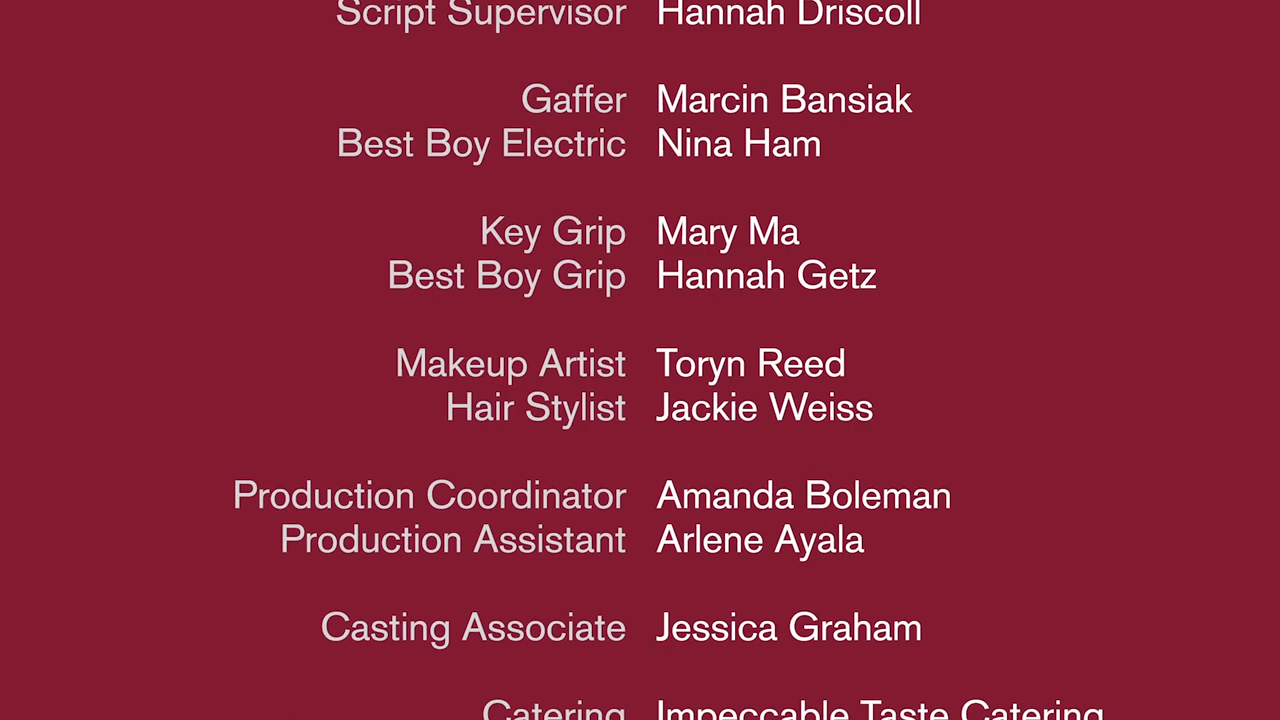 Script Supervisor Hannah Driscoll
Gaffer Marcin Bansiak
Best Boy Electric Nina Ham
Key Grip Mary Ma
Best Boy Grip Hannah Getz
Makeup Artist Toryn Reed
Hair Stylist Jackie Weiss
Production Coordinator Amanda Boleman
Production Assistant Arlene Ayala
Casting Associate Jessica Graham
Catering Impeccable Taste Catering